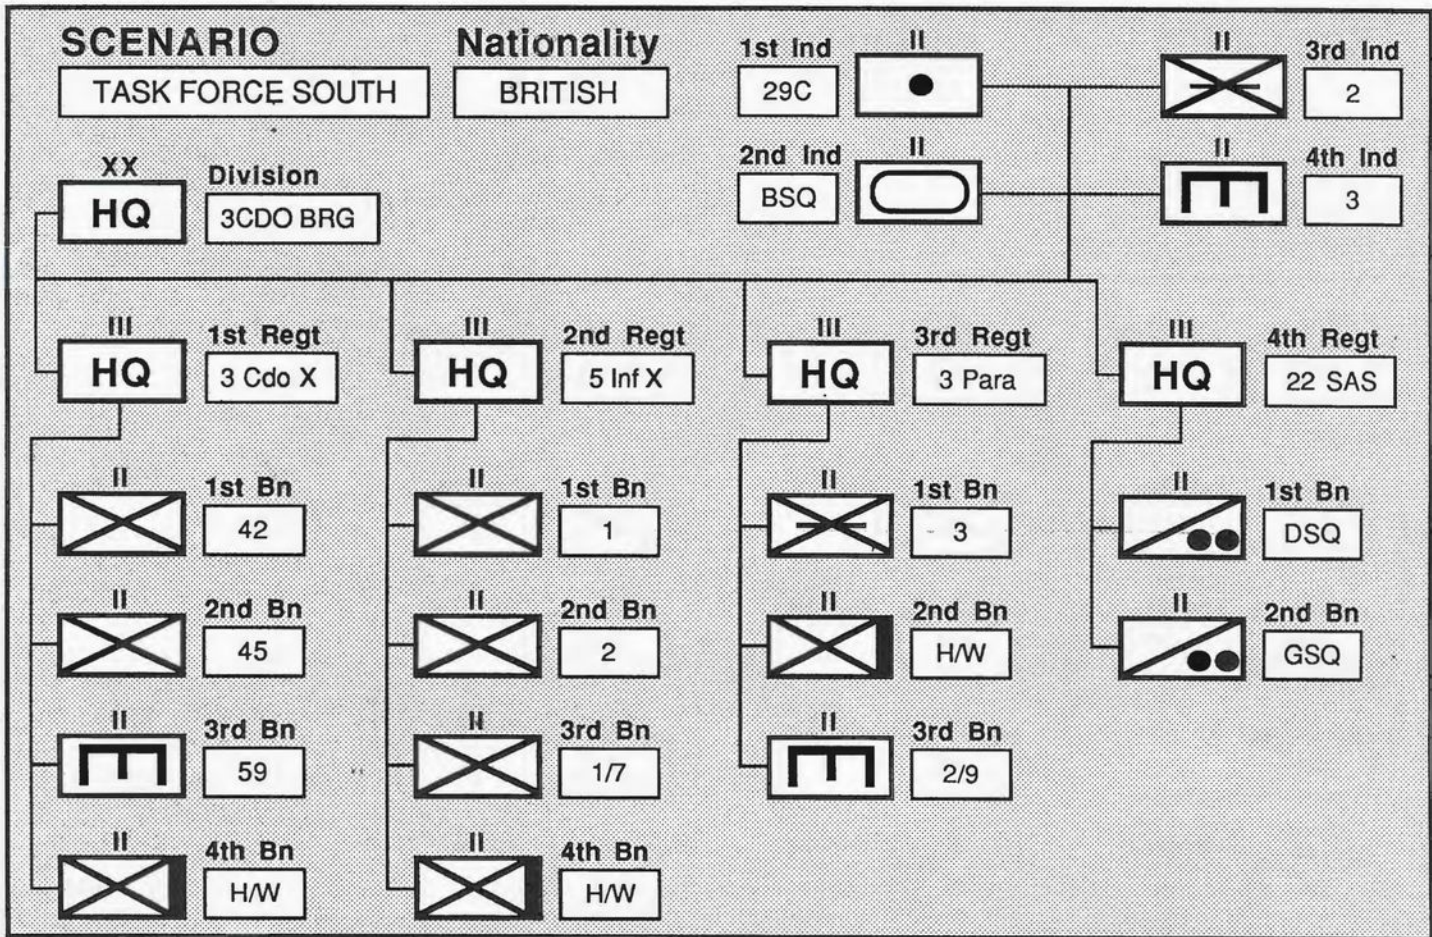 SCENARIO
Nationality
TASK FORCE SOUTH
BRITISH
1st Ind
29C
II
II
3rd Ind
2
2nd Ind
BSQ
II
II
4th Ind
3
XX
HQ
Division
3CDO BRG
III
HQ
1st Regt
3 Cdo X
III
HQ
2nd Regt
5 Inf X
III
HQ
3rd Regt
3 Para
III
HQ
4th Regt
22 SAS
II
1st Bn
42
II
1st Bn
1
II
1st Bn
3
II
1st Bn
DSQ
II
2nd Bn
45
II
2nd Bn
2
II
2nd Bn
H/W
II
2nd Bn
GSQ
II
3rd Bn
59
II
3rd Bn
1/7
II
3rd Bn
2/9
II
4th Bn
H/W
II
4th Bn
H/W